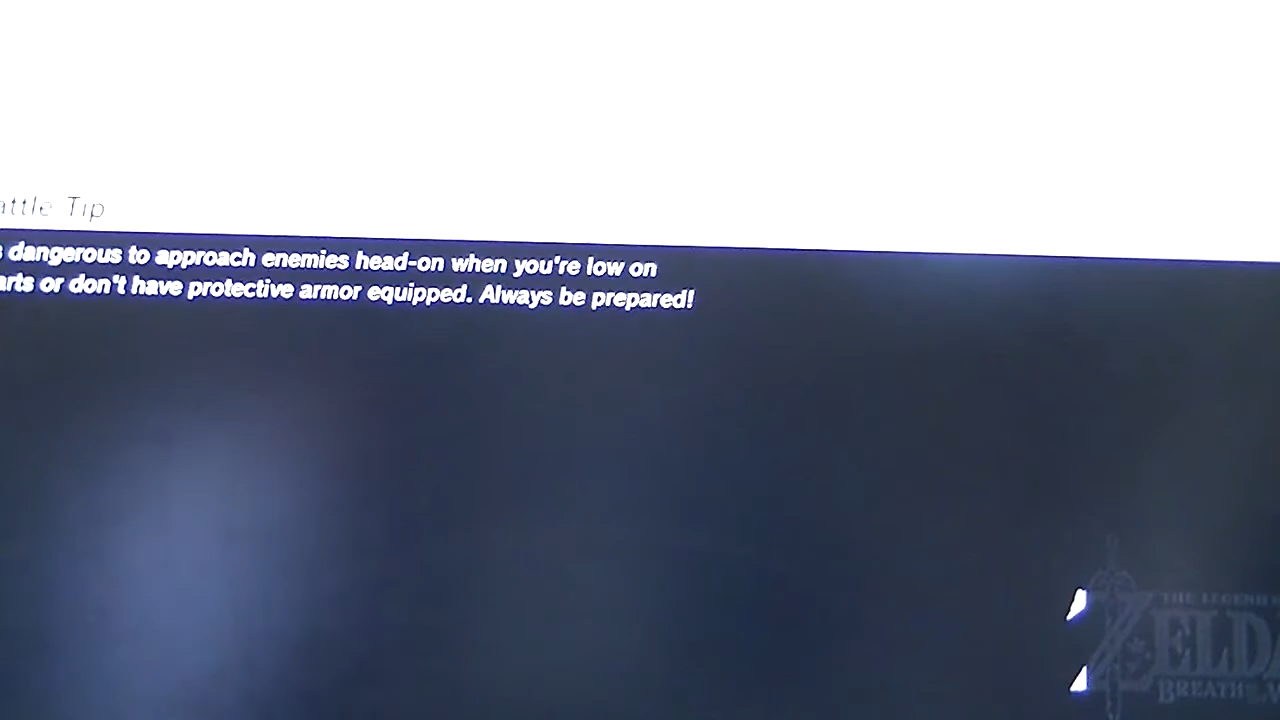 attle Tip
s dangerous to approach enemies head-on when you're low on
arts or don't have protective armor equipped. Always be prepared!
THE LEGEND
ZELDA
BREATH